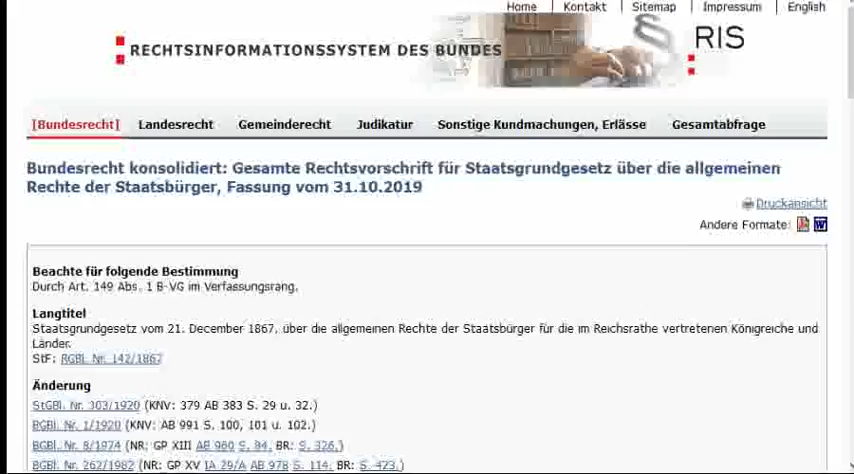 Home | Kontakt | Sitemap | Impressum | English
RECHTSINFORMATIONSSYSTEM DES BUNDES
§ RIS
[Bundesrecht] Landesrecht Gemeinderecht Judikatur Sonstige Kundmachungen, Erlässe Gesamtabfrage
Bundesrecht konsolidiert: Gesamte Rechtsvorschrift für Staatsgrundgesetz über die allgemeinen
Rechte der Staatsbürger, Fassung vom 31.10.2019
Druckansicht
Andere Formate:
Beachte für folgende Bestimmung
Durch Art. 149 Abs. 1 B-VG im Verfassungsrang.
Langtitel
Staatsgrundgesetz vom 21. December 1867, über die allgemeinen Rechte der Staatsbürger für die im Reichsrathe vertretenen Königreiche und
Länder.
StF: RGBl. Nr. 142/1867
Änderung
StGBl. Nr. 303/1920 (KNV: 379 AB 383 S. 29 u. 32.)
BGBl. Nr. 1/1920 (KNV: AB 991 S. 100, 101 u. 102.)
BGBl. Nr. 8/1974 (NR: GP XIII AB 960 S. 84. BR: S. 326.)
BGBl. Nr. 262/1982 (NR: GP XV IA 29/A AB 978 S. 114. BR: S. 423.)